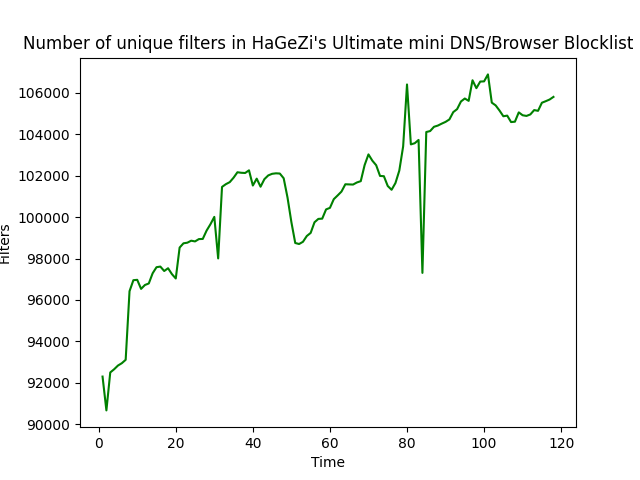 Number of unique filters in HaGeZi's Ultimate mini DNS/Browser Blocklist
106000
104000
102000
100000
98000
96000
94000
92000
90000
Filters
0 20 40 60 80 100 120
Time